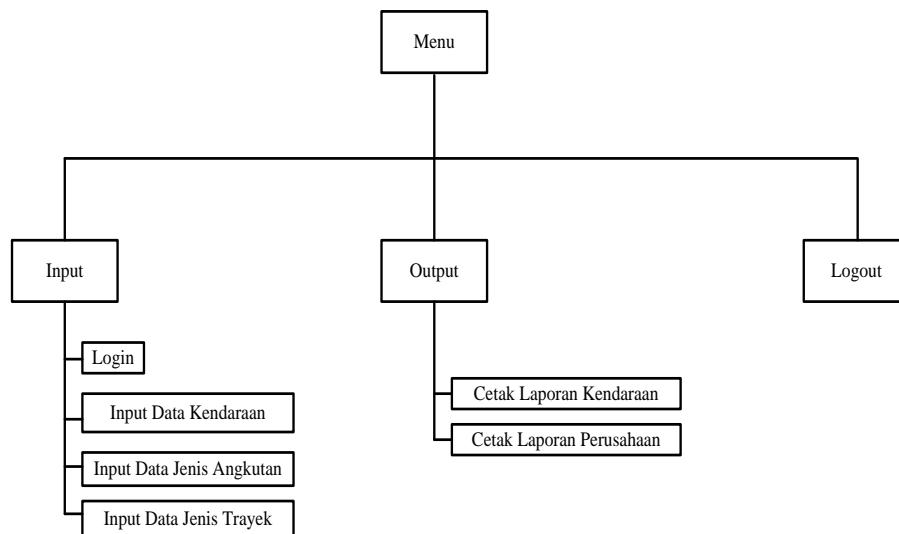 Menu
Input
Output
Logout
Login
Input Data Kendaraan
Input Data Jenis Angkutan
Input Data Jenis Trayek
Cetak Laporan Kendaraan
Cetak Laporan Perusahaan